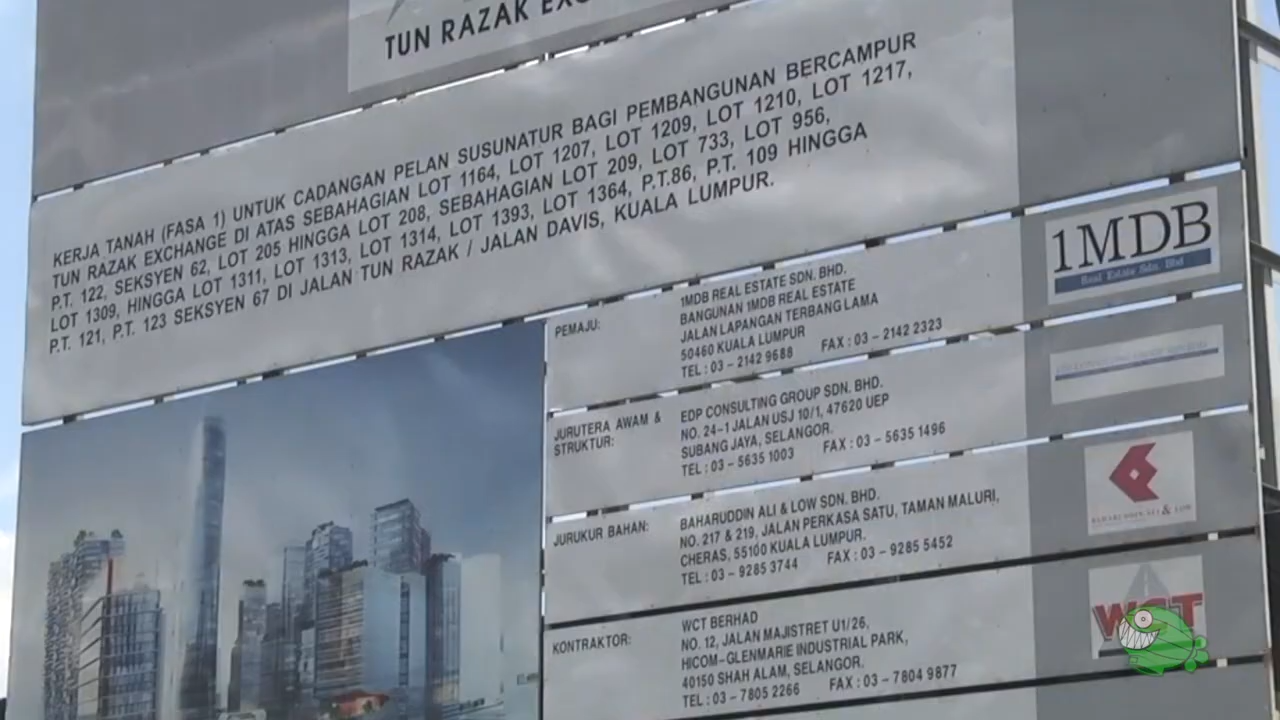 TUN RAZAK
KERJA TANAH (FASA 1) UNTUK CADANGAN PELAN SUSUNATUR BAGI PEMBANGUNAN BERCAMPUR
TUN RAZAK EXCHANGE DI ATAS SEBAHAGIAN LOT 1164, LOT 1207, LOT 1209, LOT 1210, LOT 1217,
P.T. 122, SEKSYEN 62, LOT 205 HINGGA LOT 208, SEBAHAGIAN LOT 209, LOT 733, LOT 956,
LOT 1309, HINGGA LOT 1311, LOT 1313, LOT 1314, LOT 1393, LOT 1364, P.T.86, P.T. 109 HINGGA
P.T. 121, P.T. 123 SEKSYEN 67 DI JALAN TUN RAZAK / JALAN DAVIS, KUALA LUMPUR.
1MDB
Real Estate Sdn. Bhd
PEMAJU:
1MDB REAL ESTATE SDN. BHD.
BANGUNAN 1MDB REAL ESTATE
JALAN LAPANGAN TERBANG LAMA
50460 KUALA LUMPUR
TEL : 03 – 2142 9688 FAX : 03 – 2142 2323
JURUTERA AWAM &
STRUKTUR:
EDP CONSULTING GROUP SDN. BHD.
NO. 24–1 JALAN USJ 10/1, 47620 UEP
SUBANG JAYA, SELANGOR.
TEL : 03 – 5635 1003 FAX : 03 – 5635 1496
JURUKUR BAHAN:
BAHARUDDIN ALI & LOW SDN. BHD.
NO. 217 & 219, JALAN PERKASA SATU, TAMAN MALURI,
CHERAS, 55100 KUALA LUMPUR.
TEL : 03 – 9285 3744 FAX : 03 – 9285 5452
BAHARUDDIN ALI & LOW
KONTRAKTOR:
WCT BERHAD
NO. 12, JALAN MAJISTRET U1/26,
HICOM–GLENMARIE INDUSTRIAL PARK,
40150 SHAH ALAM, SELANGOR.
TEL : 03 – 7805 2266 FAX : 03 – 7804 9877
WCT